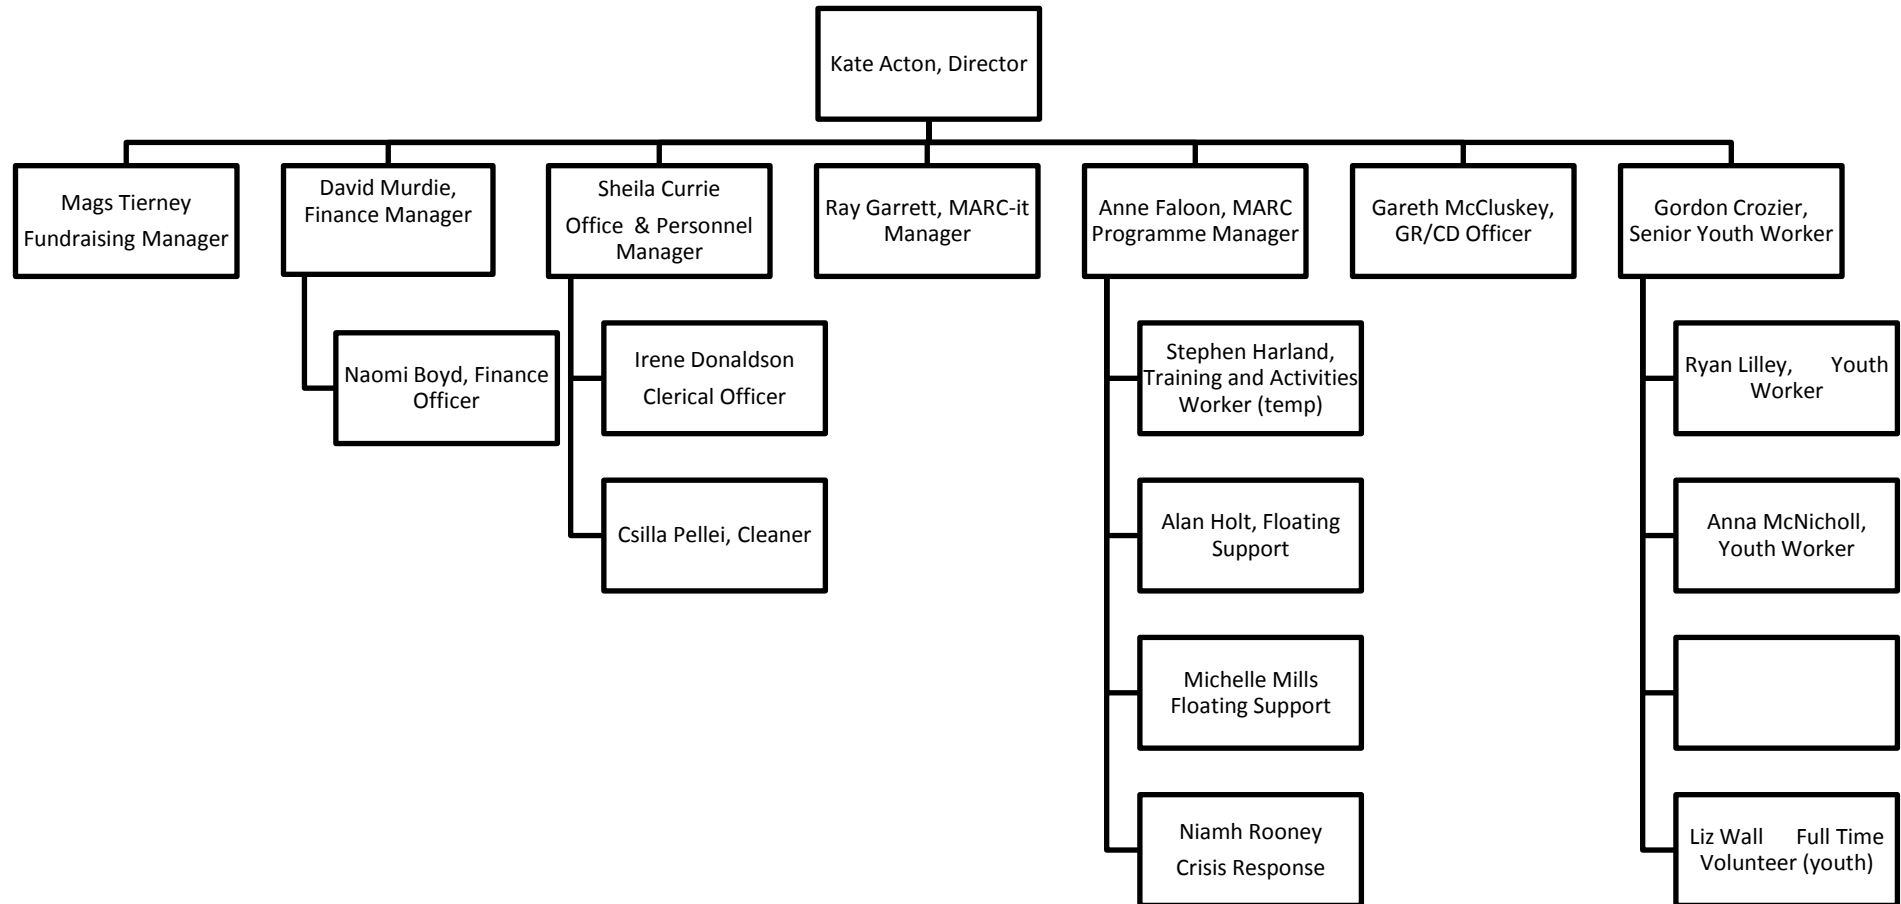 Kate Acton, Director
Mags Tierney
Fundraising Manager
David Murdie,
Finance Manager
Naomi Boyd, Finance
Officer
Sheila Currie
Office & Personnel
Manager
Irene Donaldson
Clerical Officer
Csilla Pellei, Cleaner
Ray Garrett, MARC-it
Manager
Anne Faloon, MARC
Programme Manager
Stephen Harland,
Training and Activities
Worker (temp)
Alan Holt, Floating
Support
Michelle Mills
Floating Support
Niamh Rooney
Crisis Response
Gareth McCluskey,
GR/CD Officer
Gordon Crozier,
Senior Youth Worker
Ryan Lilley, Youth
Worker
Anna McNicholl,
Youth Worker
Liz Wall Full Time
Volunteer (youth)